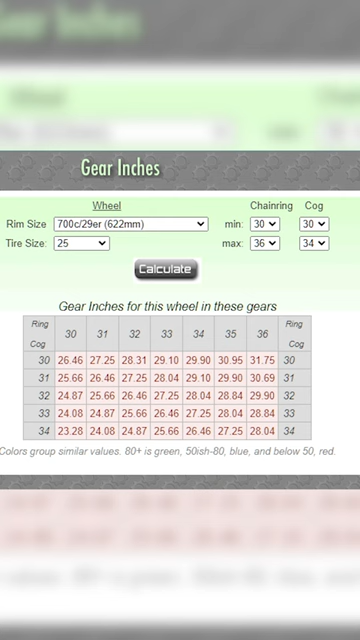 Gear Inches
Gear Inches
Wheel
Chainring Cog
Rim Size 700c/29er (622mm) min: 30 30
Tire Size: 25 max: 36 34
Calculate
Gear Inches for this wheel in these gears
Ring Cog 30 31 32 33 34 35 36 Ring Cog
30 26.46 27.25 28.31 29.10 29.90 30.95 31.75 30
31 25.66 26.46 27.25 28.04 29.10 29.90 30.69 31
32 24.87 25.66 26.46 27.25 28.04 28.84 29.90 32
33 24.08 24.87 25.66 26.46 27.25 28.04 28.84 33
34 23.28 24.08 24.87 25.66 26.46 27.25 28.04 34
Colors group similar values. 80+ is green, 50ish-80, blue, and below 50, red.